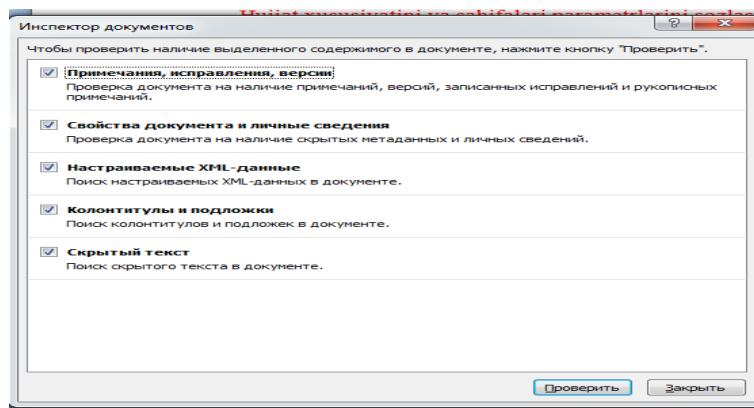 Hujjat xususiyatini va sahifalari parametrlarini sozlas
Инспектор документов
Чтобы проверить наличие выделенного содержимого в документе, нажмите кнопку "Проверить".
Примечания, исправления, версии
Проверка документа на наличие примечаний, версий, записанных исправлений и рукописных
примечаний.
Свойства документа и личные сведения
Проверка документа на наличие скрытых метаданных и личных сведений.
Настраиваемые XML-данные
Поиск настраиваемых XML-данных в документе.
Колонтитулы и подложки
Поиск колонтитулов и подложек в документе.
Скрытый текст
Поиск скрытого текста в документе.
Проверить Закрыть